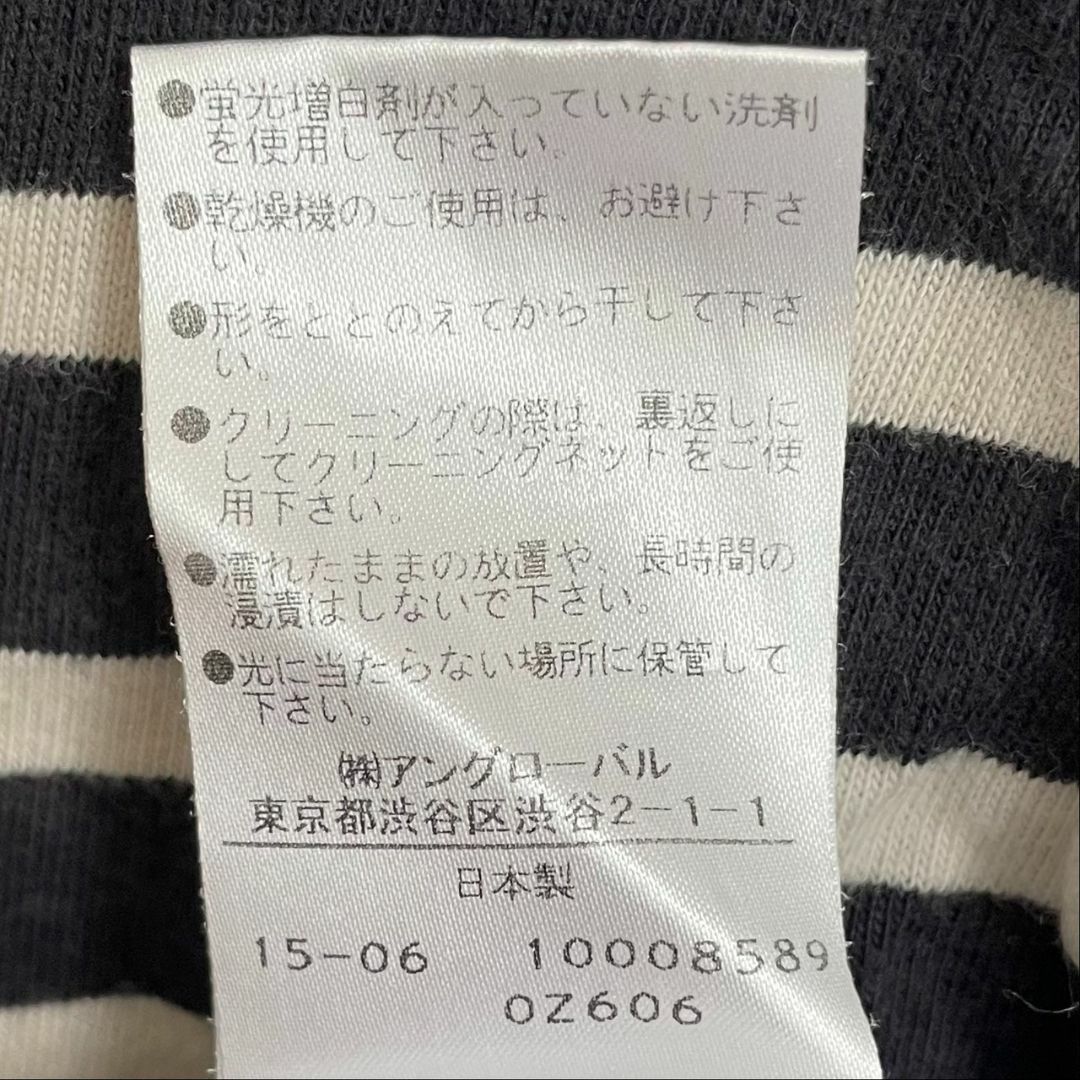 ●蛍光増白剤が入っていない洗剤
を使用して下さい。
●乾燥機のご使用は、お避け下さ
い。
●形をととのえてから干して下さ
い。
●クリーニングの際は、裏返しに
してクリーニングネットをご使
用下さい。
●濡れたままの放置や、長時間の
浸漬はしないで下さい。
●光に当たらない場所に保管して
下さい。
㈱アングローバル
東京都渋谷区渋谷2-1-1
日本製
15-06 10008589
OZ606